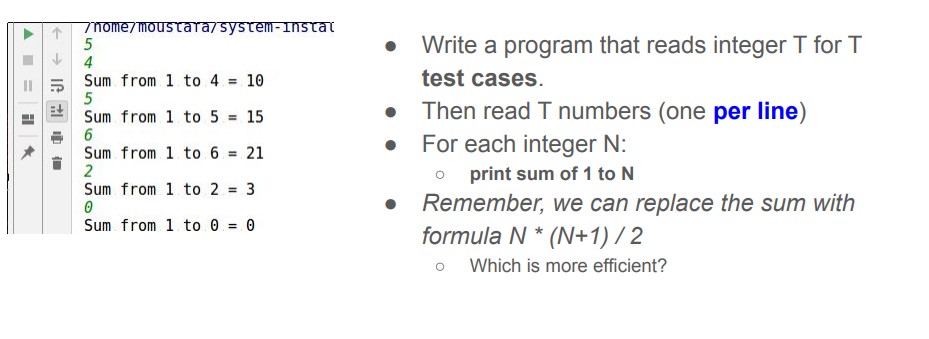 /home/moustafa/system-instal
5
4
Sum from 1 to 4 = 10
5
Sum from 1 to 5 = 15
6
Sum from 1 to 6 = 21
2
Sum from 1 to 2 = 3
0
Sum from 1 to 0 = 0
● Write a program that reads integer T for T
test cases.
● Then read T numbers (one per line)
● For each integer N:
○ print sum of 1 to N
● Remember, we can replace the sum with
formula N * (N+1) / 2
○ Which is more efficient?